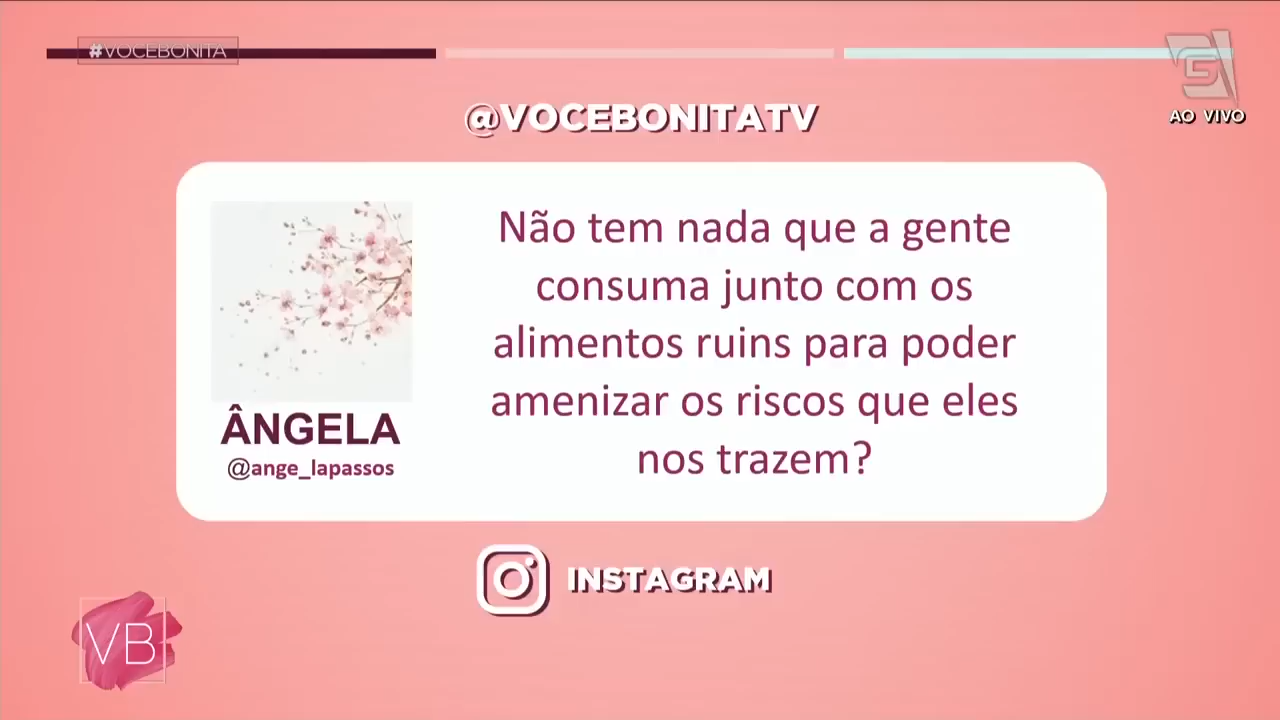 #VOCEBONITA
@VOCEBONITATV
AO VIVO
Não tem nada que a gente
consuma junto com os
alimentos ruins para poder
amenizar os riscos que eles
nos trazem?
ÂNGELA
@ange_lapassos
INSTAGRAM
VB